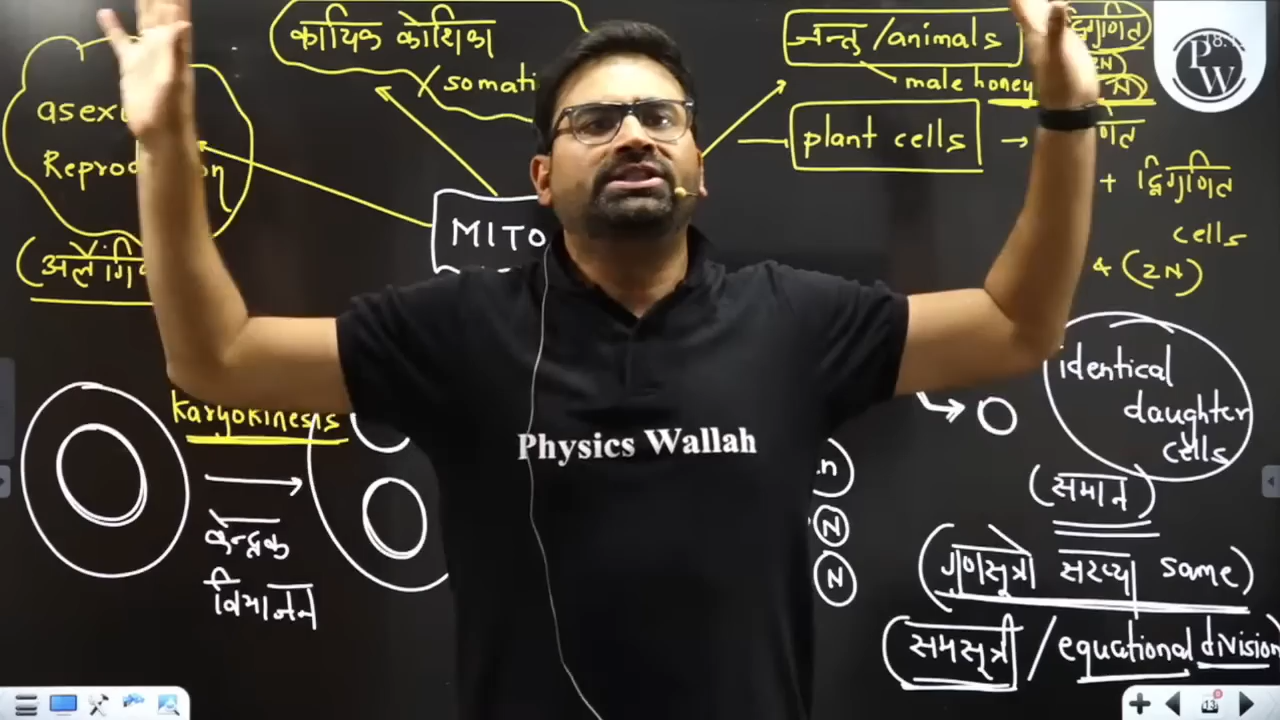 कायिक कोशिका
somati
जन्तु/animals
द्विगुणित
male honey
N)
plant cells →
+ द्विगुणित
cells
& (2N)
PW
asex
Reprod
n
MITO
identical
daughter
cells
(समान)
Karyokinesis
केन्द्रक
विभाजन
Physics Wallah
N
N
(गुणसूत्रो संख्या same)
(समसूत्री / equational division